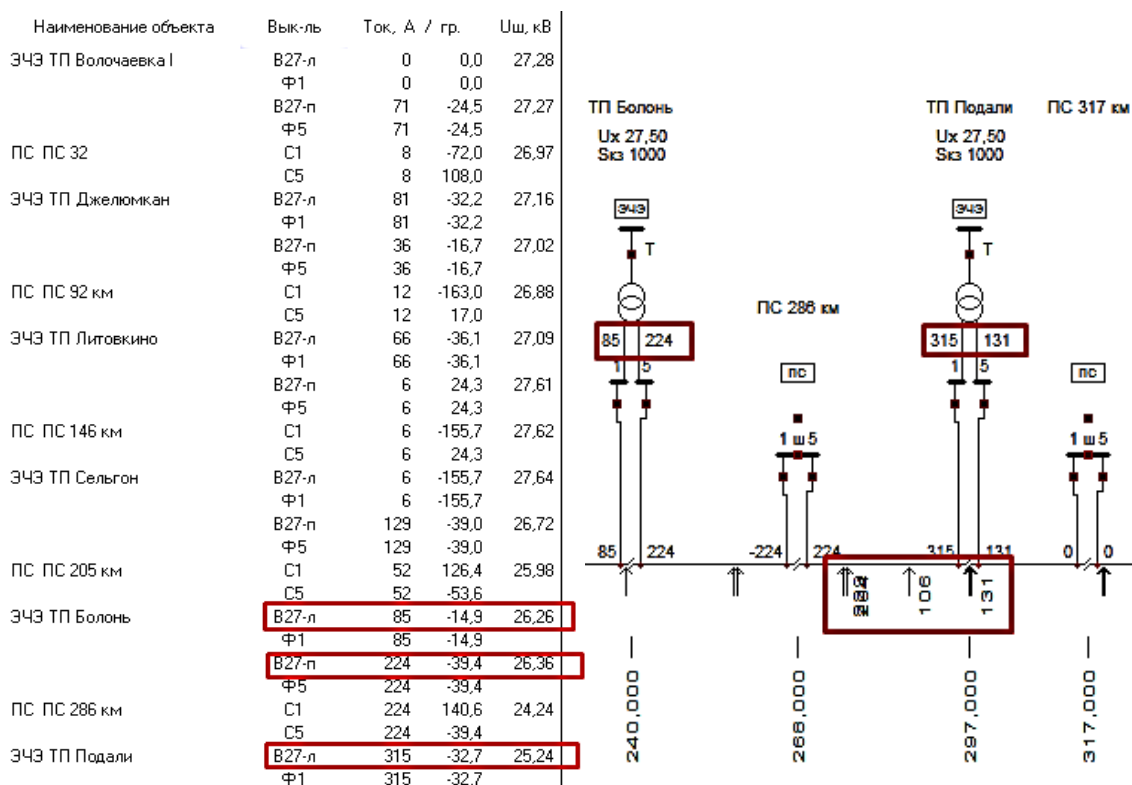 Наименование объекта Вык-ль Ток, А / гр. Uш, кВ
ЭЧЭ ТП Волочаевка I В27-л 0 0,0 27,28
Ф1 0 0,0
В27-п 71 -24,5 27,27
Ф5 71 -24,5
ПС ПС 32 С1 8 -72,0 26,97
С5 8 108,0
ЭЧЭ ТП Джелюмкан В27-л 81 -32,2 27,16
Ф1 81 -32,2
В27-п 36 -16,7 27,02
Ф5 36 -16,7
ПС ПС 92 км С1 12 -163,0 26,88
С5 12 17,0
ЭЧЭ ТП Литовкино В27-л 66 -36,1 27,09
Ф1 66 -36,1
В27-п 6 24,3 27,61
Ф5 6 24,3
ПС ПС 146 км С1 6 -155,7 27,62
С5 6 24,3
ЭЧЭ ТП Сельгон В27-л 6 -155,7 27,64
Ф1 6 -155,7
В27-п 129 -39,0 26,72
Ф5 129 -39,0
ПС ПС 205 км С1 52 126,4 25,98
С5 52 -53,6
ЭЧЭ ТП Болонь В27-л 85 -14,9 26,26
Ф1 85 -14,9
В27-п 224 -39,4 26,36
Ф5 224 -39,4
ПС ПС 286 км С1 224 140,6 24,24
С5 224 -39,4
ЭЧЭ ТП Подали В27-л 315 -32,7 25,24
Ф1 315 -32,7
ТП Болонь ТП Подали ПС 317 км
Uх 27,50 Uх 27,50
Sкз 1000 Sкз 1000
ЭЧЭ ЭЧЭ
Т Т
ПС 286 км
85 224 315 131
1 5 1 5
ПС ПС
1 ш 5 1 ш 5
85 224 -224 224 315 131 0 0
106 131
240,000 268,000 297,000 317,000